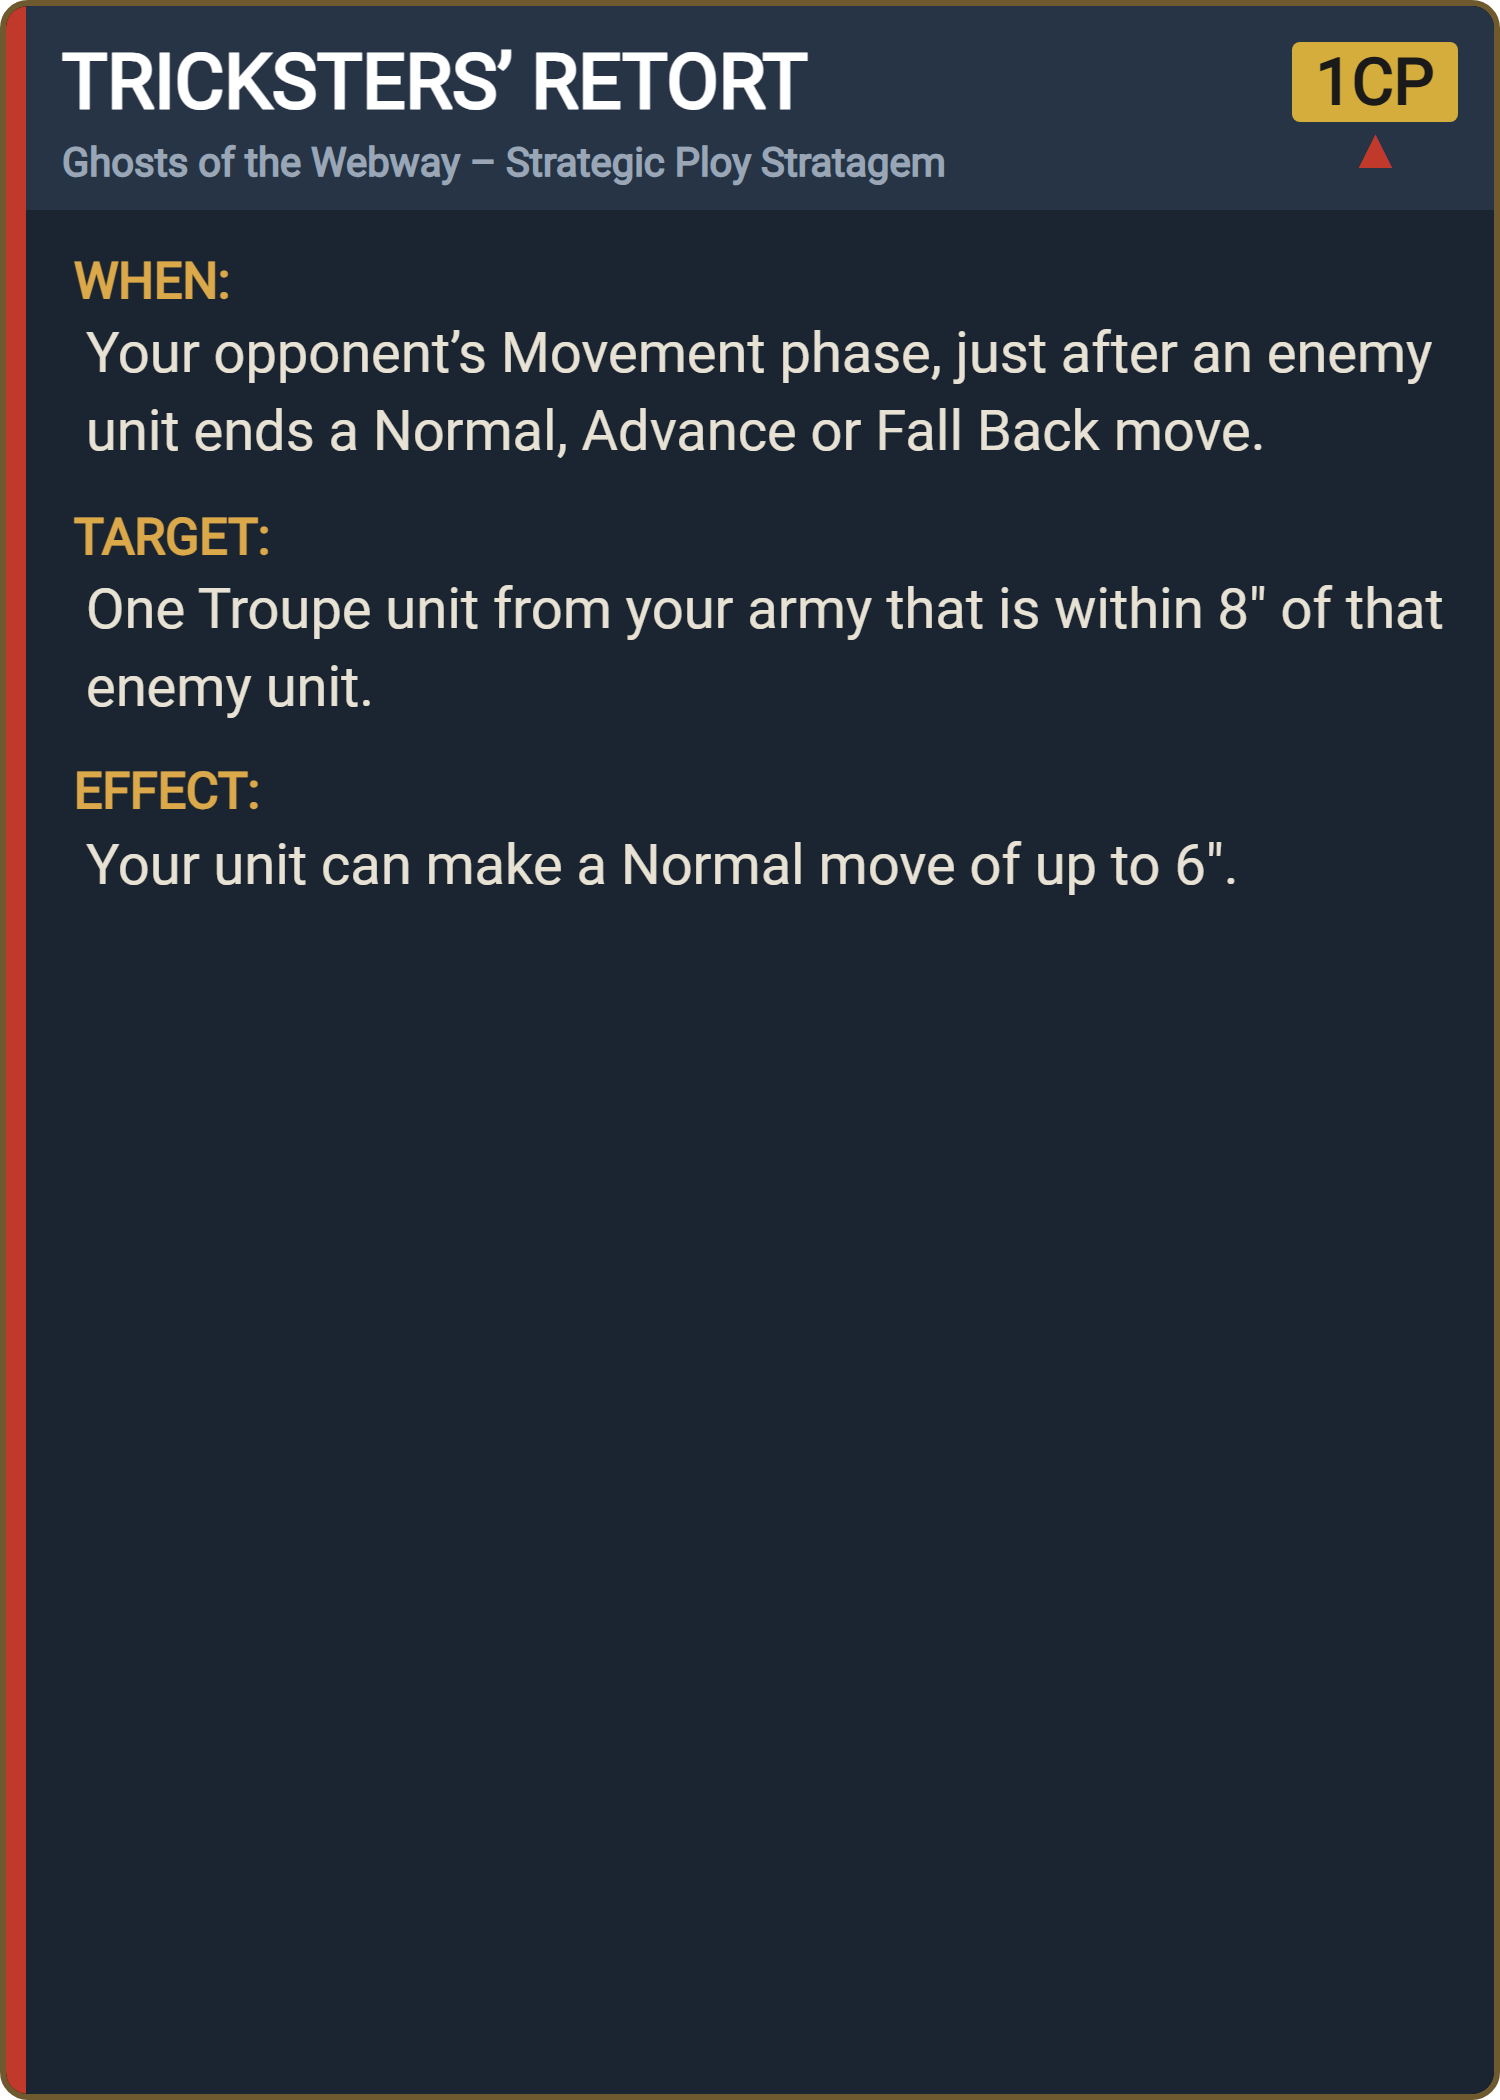 TRICKSTERS’ RETORT
1CP
Ghosts of the Webway – Strategic Ploy Stratagem
WHEN:
Your opponent’s Movement phase, just after an enemy
unit ends a Normal, Advance or Fall Back move.
TARGET:
One Troupe unit from your army that is within 8" of that
enemy unit.
EFFECT:
Your unit can make a Normal move of up to 6".